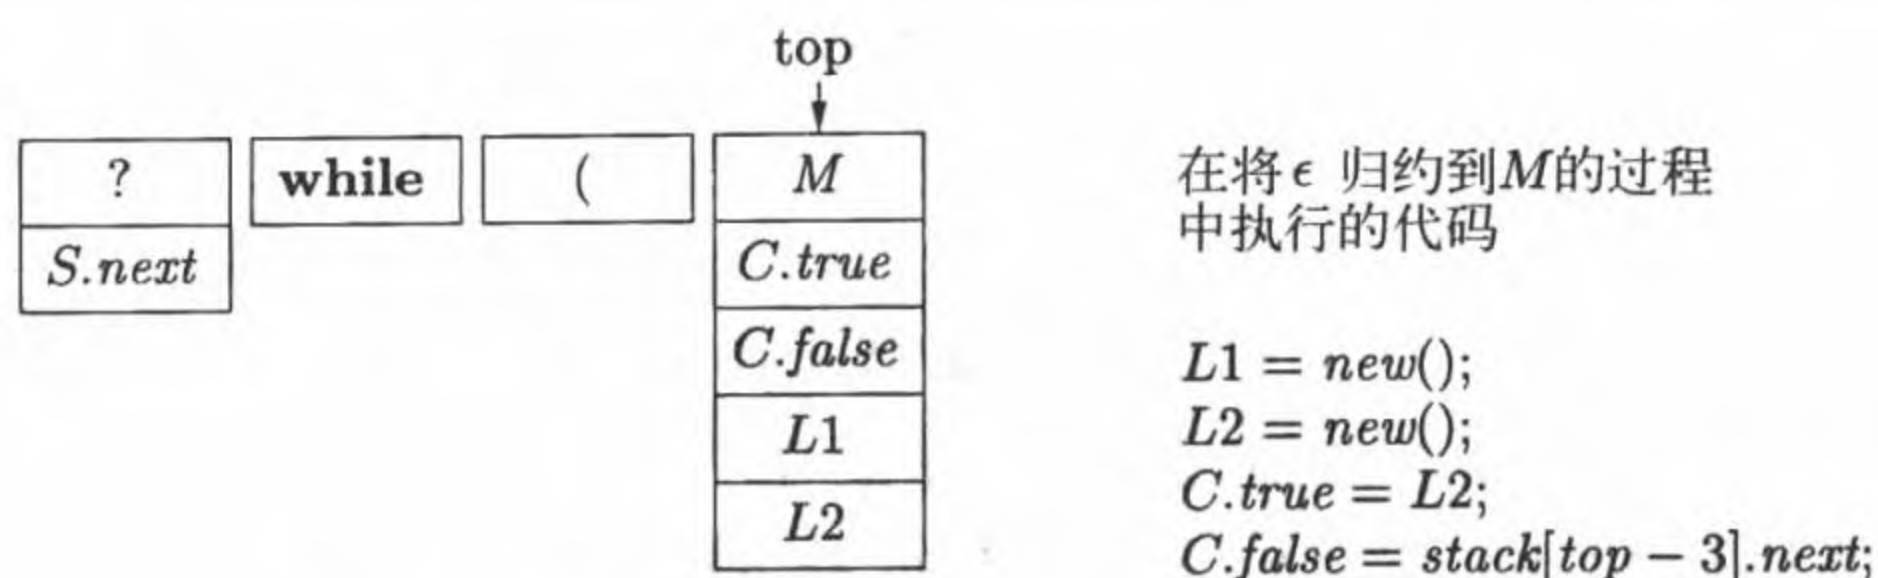 top
? while ( M
S.next C.true
C.false
L1
L2
在将ϵ 归约到M的过程
中执行的代码
L1 = new();
L2 = new();
C.true = L2;
C.false = stack[top − 3].next;